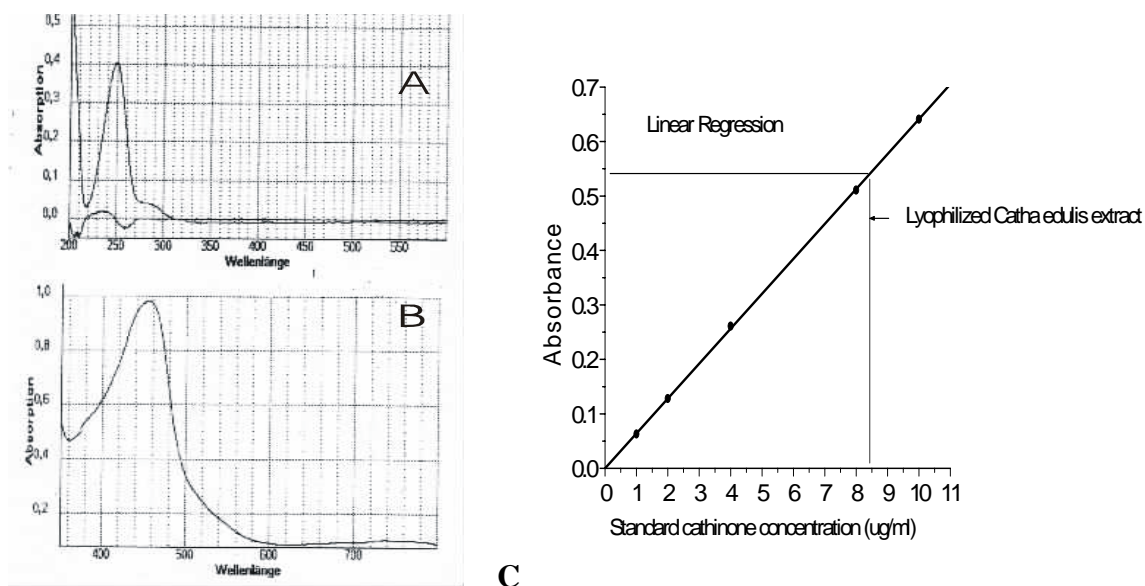 0,5
0,4
0,3
0,2
0,1
0,0
Absorption
A
200 250 300 350 400 450 500 550
Wellenlänge
1,0
0,8
0,6
0,4
0,2
Absorption
B
400 500 600 700
Wellenlänge
C
0.7
0.6
0.5
0.4
0.3
0.2
0.1
0.0
Absorbance
Linear Regression
Lyophilized Catha edulis extract
0 1 2 3 4 5 6 7 8 9 10 11
Standard cathinone concentration (ug/ml)